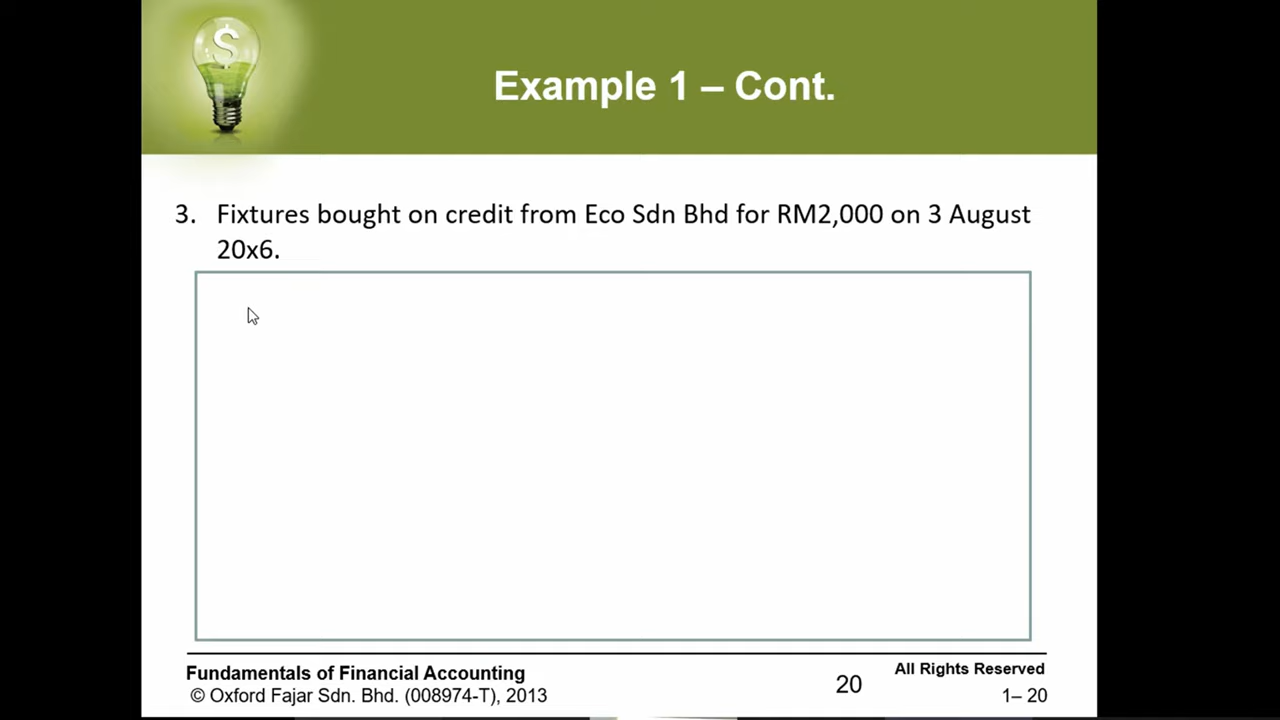 $
Example 1 – Cont.
3. Fixtures bought on credit from Eco Sdn Bhd for RM2,000 on 3 August
20x6.
Fundamentals of Financial Accounting
© Oxford Fajar Sdn. Bhd. (008974-T), 2013
20
All Rights Reserved
1– 20